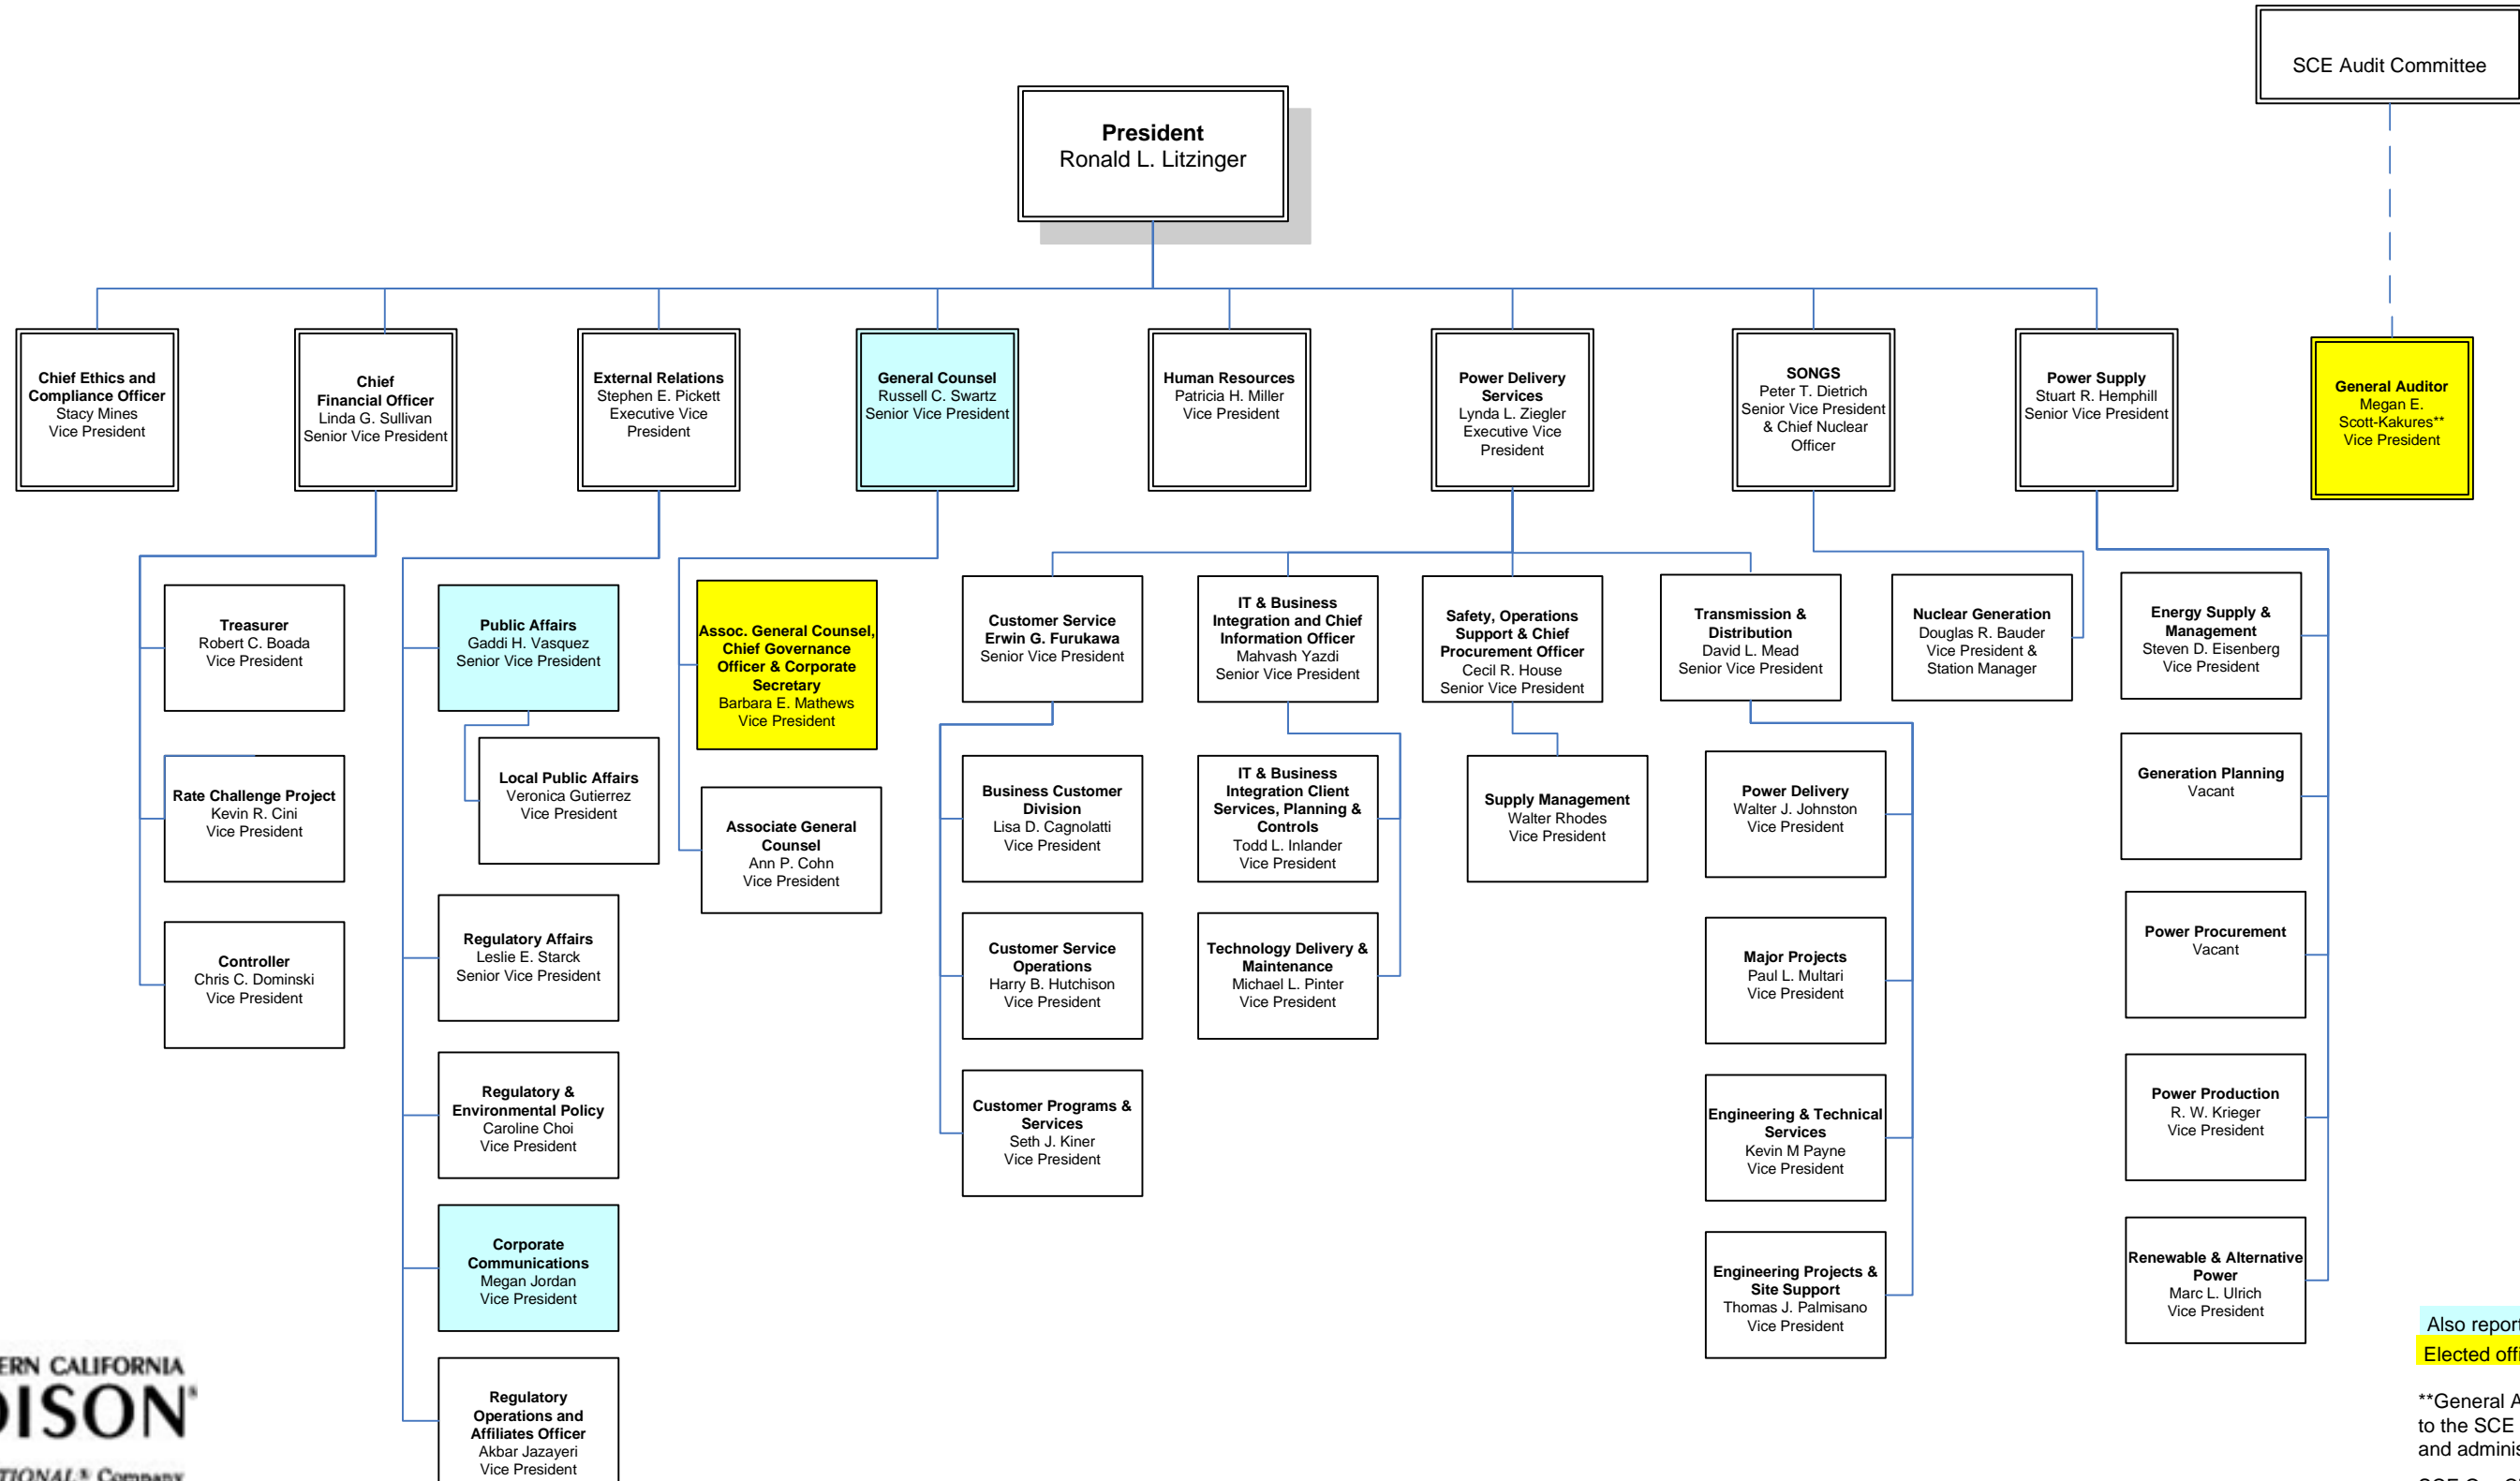 SCE Audit Committee
President
Ronald L. Litzinger
Chief Ethics and
Compliance Officer
Stacy Mines
Vice President
Chief
Financial Officer
Linda G. Sullivan
Senior Vice President
External Relations
Stephen E. Pickett
Executive Vice
President
General Counsel
Russell C. Swartz
Senior Vice President
Human Resources
Patricia H. Miller
Vice President
Power Delivery
Services
Lynda L. Ziegler
Executive Vice
President
SONGS
Peter T. Dietrich
Senior Vice President
& Chief Nuclear
Officer
Power Supply
Stuart R. Hemphill
Senior Vice President
General Auditor
Megan E.
Scott-Kakures**
Vice President
Treasurer
Robert C. Boada
Vice President
Rate Challenge Project
Kevin R. Cini
Vice President
Controller
Chris C. Dominski
Vice President
Public Affairs
Gaddi H. Vasquez
Senior Vice President
Local Public Affairs
Veronica Gutierrez
Vice President
Regulatory Affairs
Leslie E. Starck
Senior Vice President
Regulatory &
Environmental Policy
Caroline Choi
Vice President
Corporate
Communications
Megan Jordan
Vice President
Regulatory
Operations and
Affiliates Officer
Akbar Jazayeri
Vice President
Assoc. General Counsel,
Chief Governance
Officer & Corporate
Secretary
Barbara E. Mathews
Vice President
Associate General
Counsel
Ann P. Cohn
Vice President
Customer Service
Erwin G. Furukawa
Senior Vice President
Business Customer
Division
Lisa D. Cagnolatti
Vice President
Customer Service
Operations
Harry B. Hutchison
Vice President
Customer Programs &
Services
Seth J. Kiner
Vice President
IT & Business
Integration and Chief
Information Officer
Mahvash Yazdi
Senior Vice President
IT & Business
Integration Client
Services, Planning &
Controls
Todd L. Inlander
Vice President
Technology Delivery &
Maintenance
Michael L. Pinter
Vice President
Safety, Operations
Support & Chief
Procurement Officer
Cecil R. House
Senior Vice President
Supply Management
Walter Rhodes
Vice President
Transmission &
Distribution
David L. Mead
Senior Vice President
Power Delivery
Walter J. Johnston
Vice President
Major Projects
Paul L. Multari
Vice President
Engineering & Technical
Services
Kevin M Payne
Vice President
Engineering Projects &
Site Support
Thomas J. Palmisano
Vice President
Nuclear Generation
Douglas R. Bauder
Vice President &
Station Manager
Energy Supply &
Management
Steven D. Eisenberg
Vice President
Generation Planning
Vacant
Power Procurement
Vacant
Power Production
R. W. Krieger
Vice President
Renewable & Alternative
Power
Marc L. Ulrich
Vice President
Also report
Elected offi
**General A
to the SCE
and adminis
ERN CALIFORNIA
DISON®
TIONAL® Company